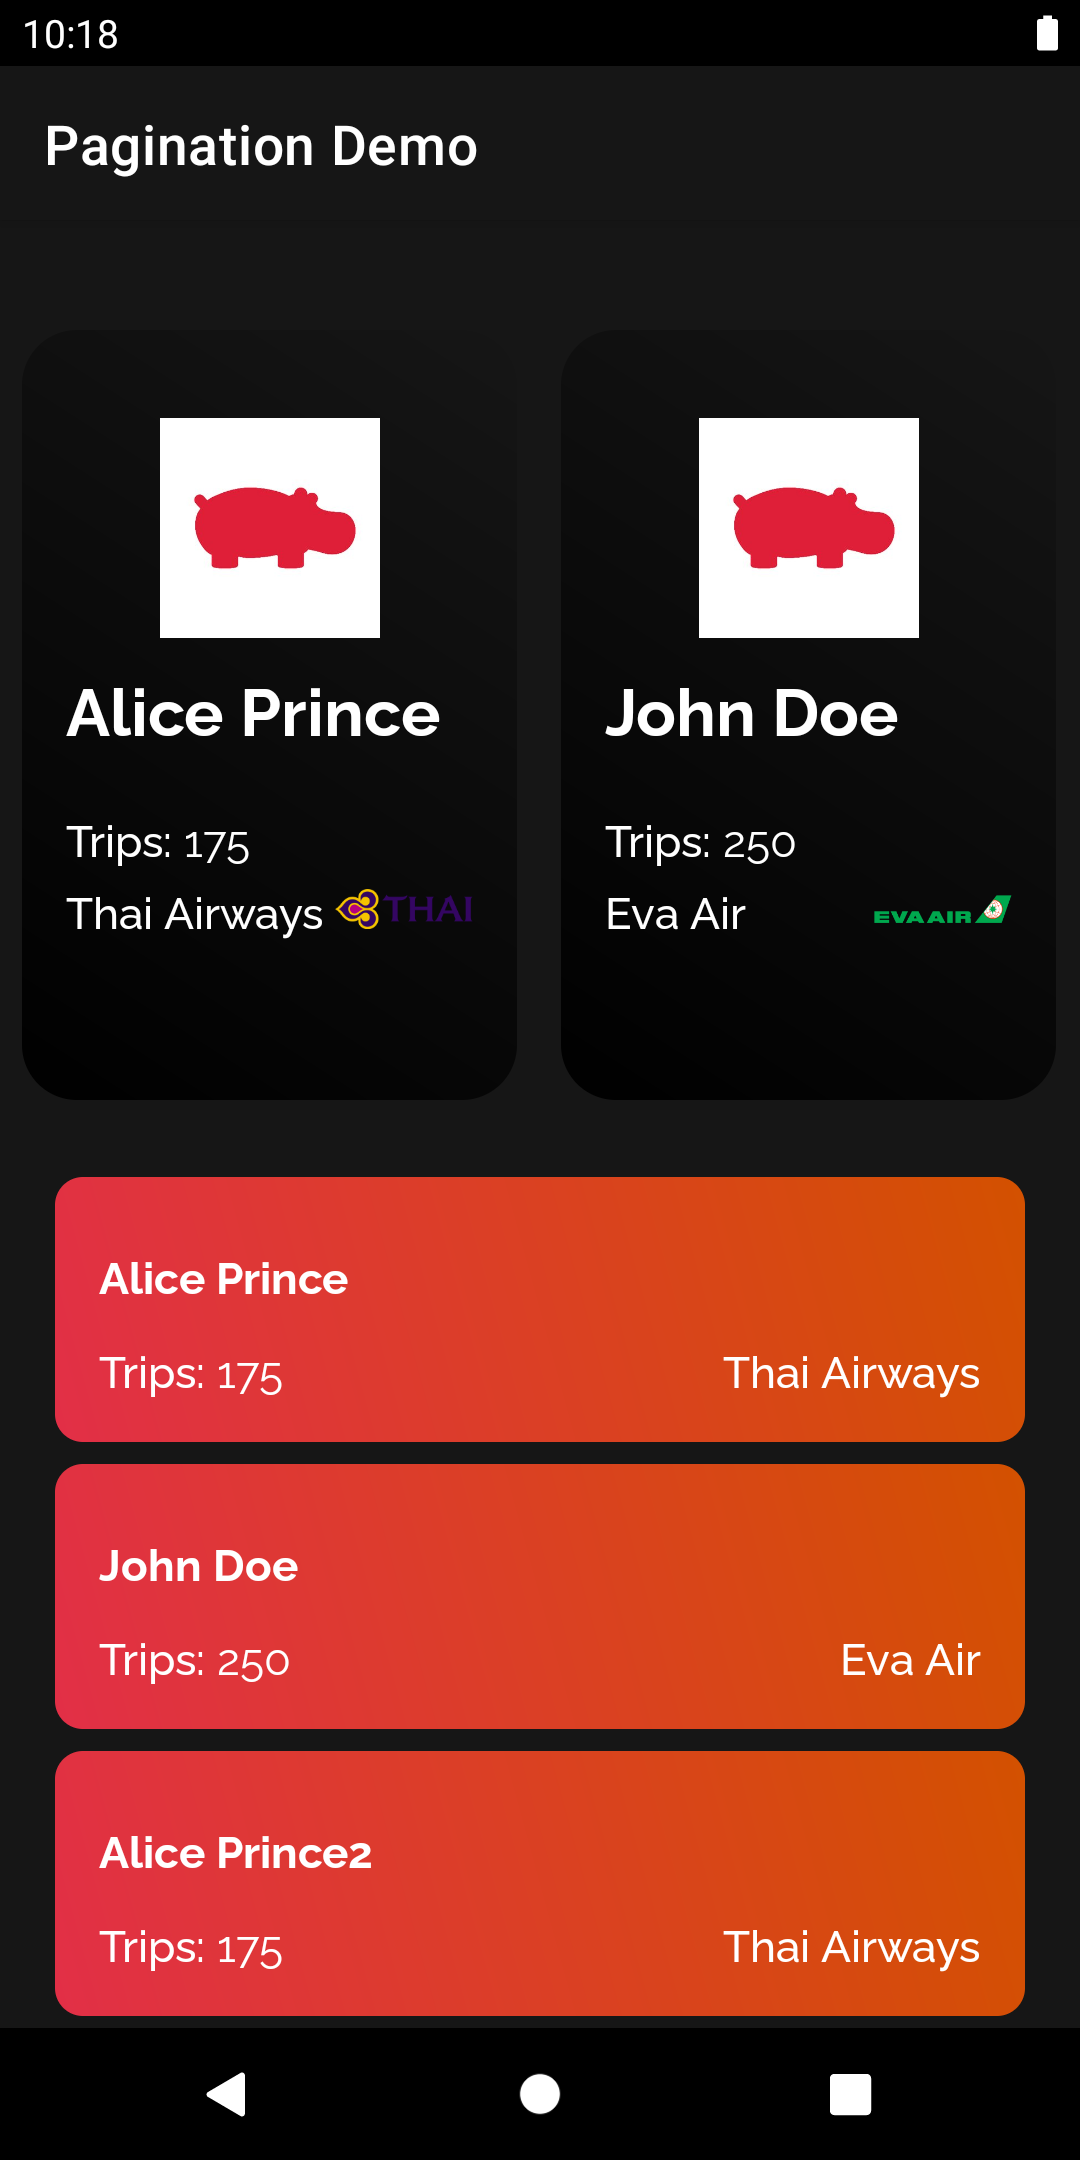 10:18
Pagination Demo
Alice Prince
Trips: 175
Thai Airways THAI
John Doe
Trips: 250
Eva Air EVA AIR
Alice Prince
Trips: 175 Thai Airways
John Doe
Trips: 250 Eva Air
Alice Prince2
Trips: 175 Thai Airways